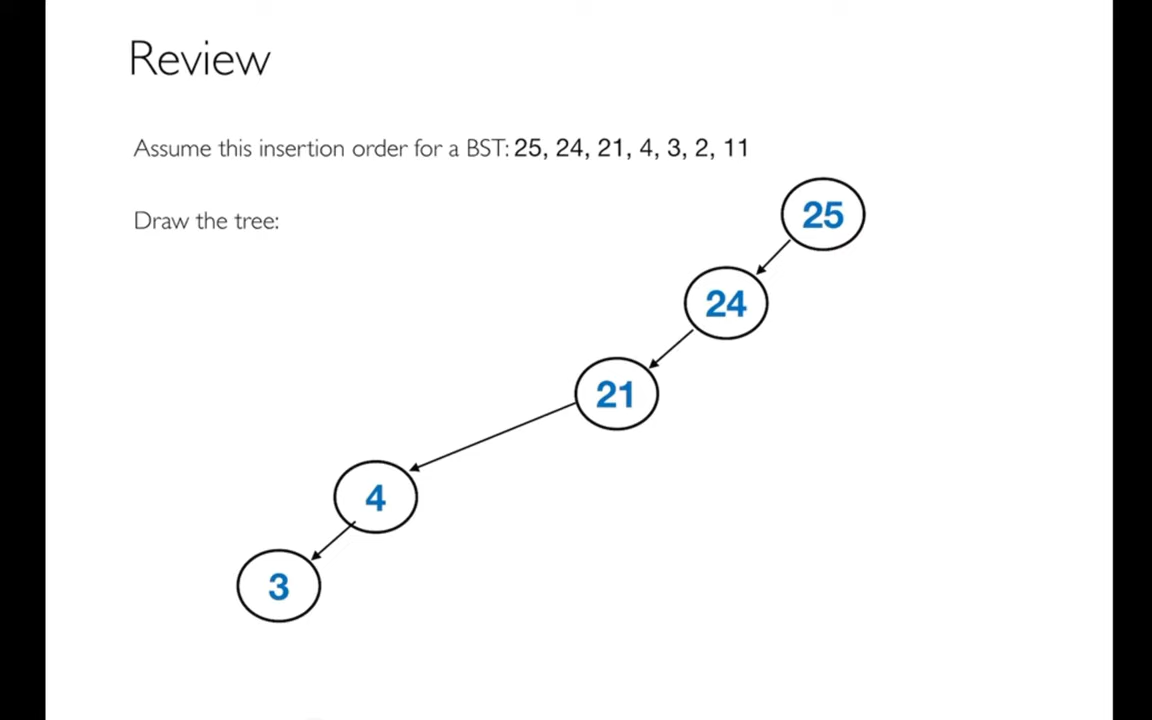 Review
Assume this insertion order for a BST: 25, 24, 21, 4, 3, 2, 11
Draw the tree:
25
24
21
4
3